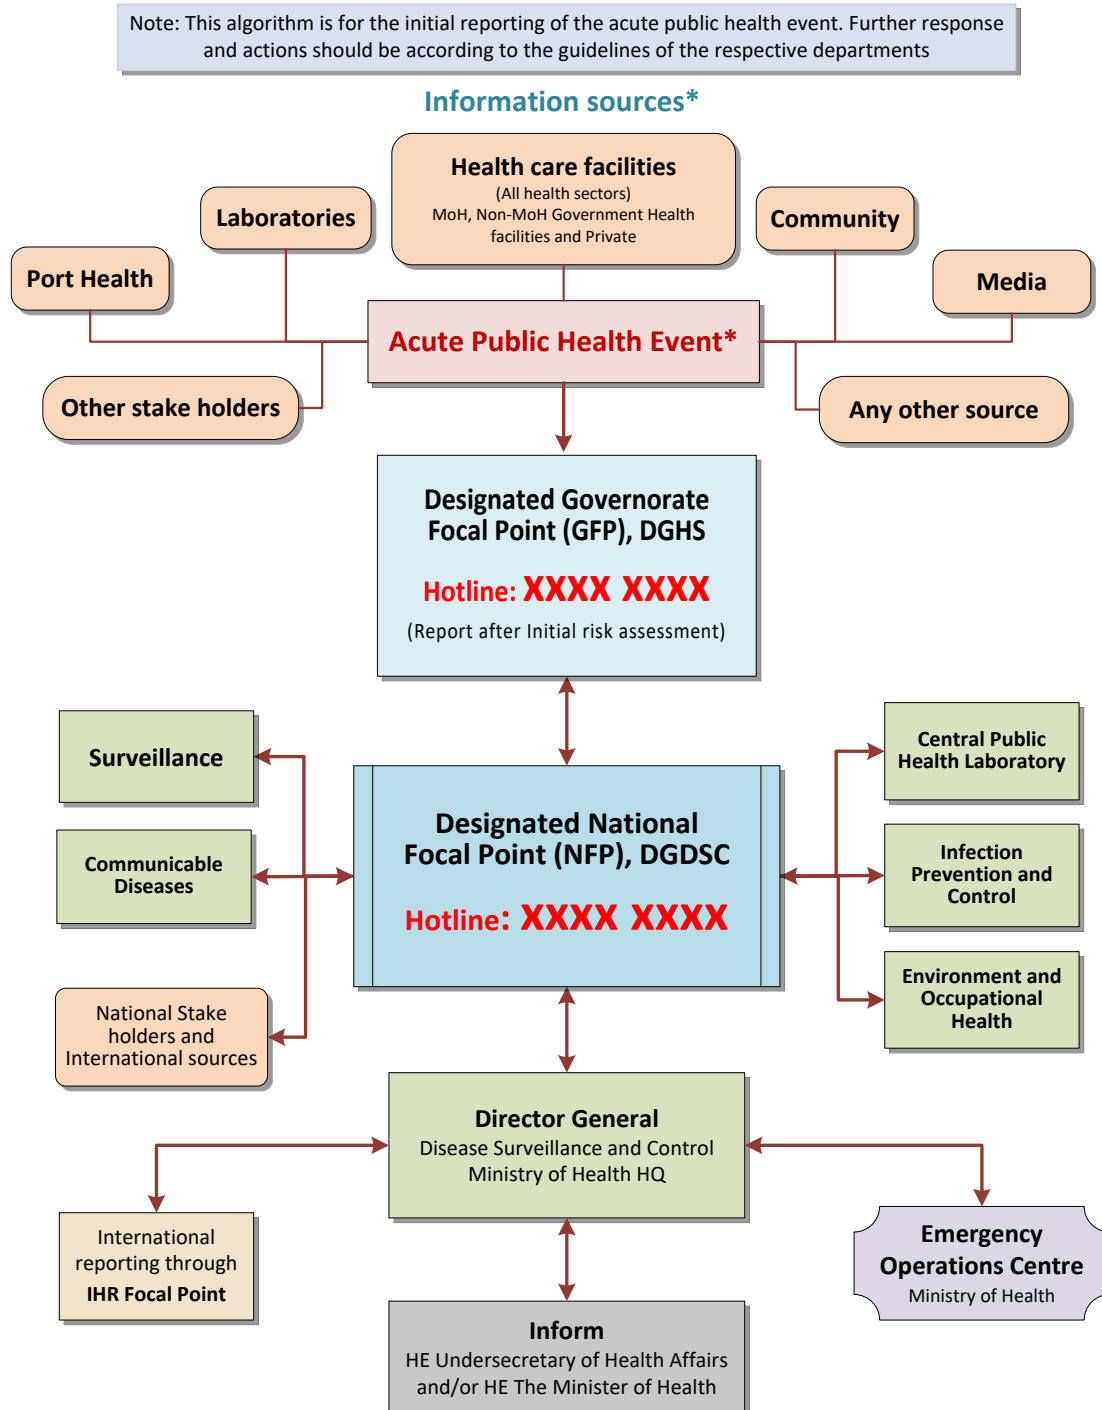 Note: This algorithm is for the initial reporting of the acute public health event. Further response
and actions should be according to the guidelines of the respective departments
Information sources*
Health care facilities
(All health sectors)
MoH, Non-MoH Government Health
facilities and Private
Laboratories
Community
Port Health
Media
Acute Public Health Event*
Other stake holders
Any other source
Designated Governorate
Focal Point (GFP), DGHS
Hotline: XXXX XXXX
(Report after Initial risk assessment)
Surveillance
Central Public
Health Laboratory
Designated National
Focal Point (NFP), DGDSC
Hotline: XXXX XXXX
Communicable
Diseases
Infection
Prevention and
Control
National Stake
holders and
International sources
Environment and
Occupational
Health
Director General
Disease Surveillance and Control
Ministry of Health HQ
International
reporting through
IHR Focal Point
Emergency
Operations Centre
Ministry of Health
Inform
HE Undersecretary of Health Affairs
and/or HE The Minister of Health